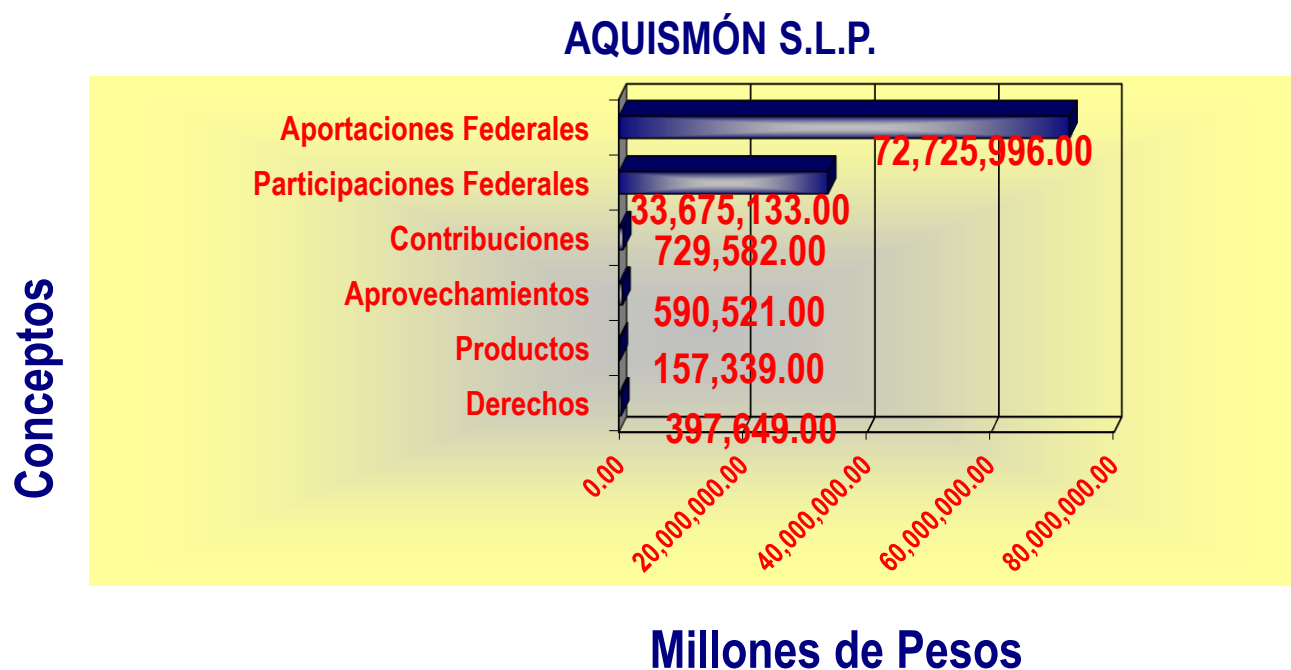 AQUISMÓN S.L.P.
Conceptos
Aportaciones Federales
72,725,996.00
Participaciones Federales
33,675,133.00
Contribuciones
729,582.00
Aprovechamientos
590,521.00
Productos
157,339.00
Derechos
397,649.00
0.00
20,000,000.00
40,000,000.00
60,000,000.00
80,000,000.00
Millones de Pesos